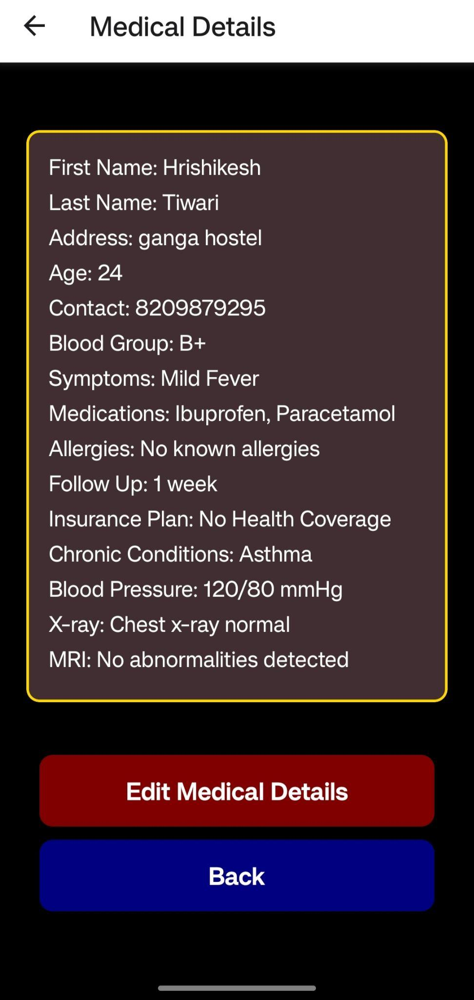 Medical Details
First Name: Hrishikesh
Last Name: Tiwari
Address: ganga hostel
Age: 24
Contact: 8209879295
Blood Group: B+
Symptoms: Mild Fever
Medications: Ibuprofen, Paracetamol
Allergies: No known allergies
Follow Up: 1 week
Insurance Plan: No Health Coverage
Chronic Conditions: Asthma
Blood Pressure: 120/80 mmHg
X-ray: Chest x-ray normal
MRI: No abnormalities detected
Edit Medical Details
Back